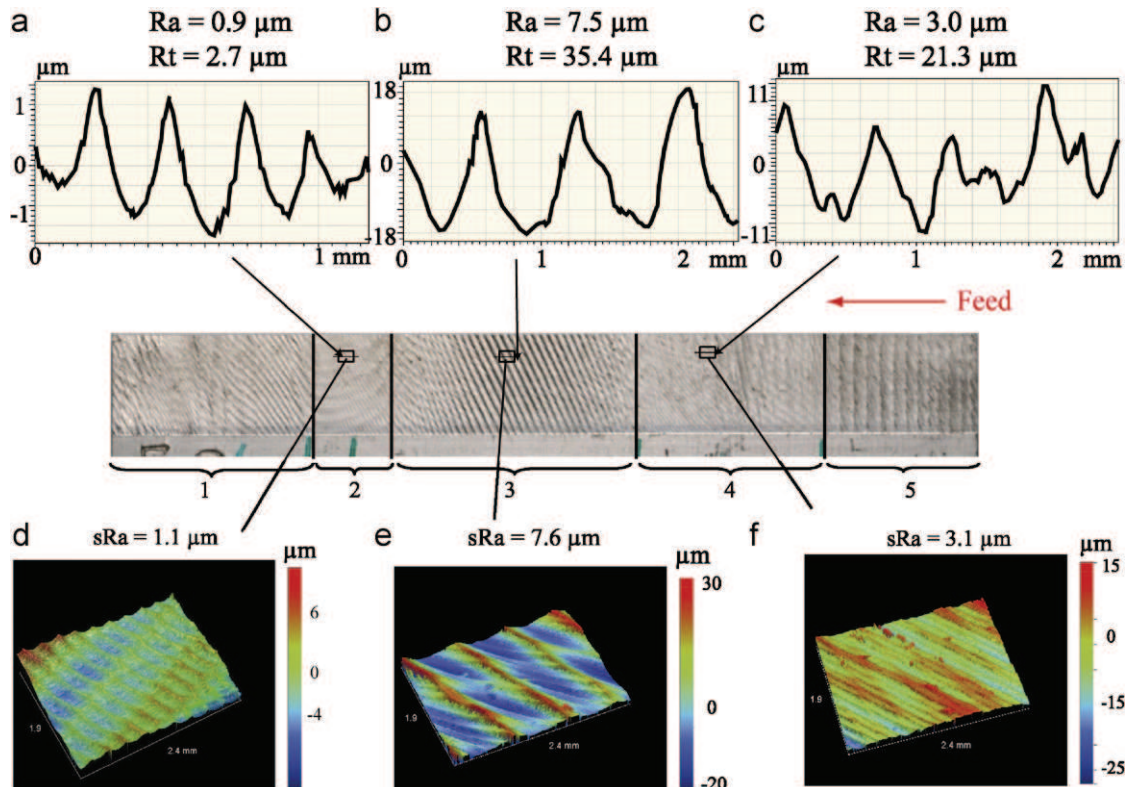 a
Ra = 0.9 µm
Rt = 2.7 µm
b
Ra = 7.5 µm
Rt = 35.4 µm
c
Ra = 3.0 µm
Rt = 21.3 µm
µm
1
0
-1
0
1 mm
µm
18
0
-18
0
1
2
mm
µm
11
0
-11
0
1
2
mm
Feed
1
2
3
4
5
d
sRa = 1.1 µm
µm
6
0
-4
1.9
2.4 mm
e
sRa = 7.6 µm
µm
30
0
-20
1.9
2.4 mm
f
sRa = 3.1 µm
µm
15
0
-15
-25
1.9
2.4 mm